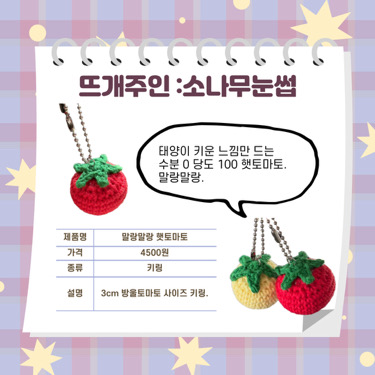 뜨개주인 :소나무눈썹
태양이 키운 느낌만 드는
수분 0 당도 100 햇토마토.
말랑말랑.
제품명 말랑말랑 햇토마토
가격 4500원
종류 키링
설명 3cm 방울토마토 사이즈 키링.